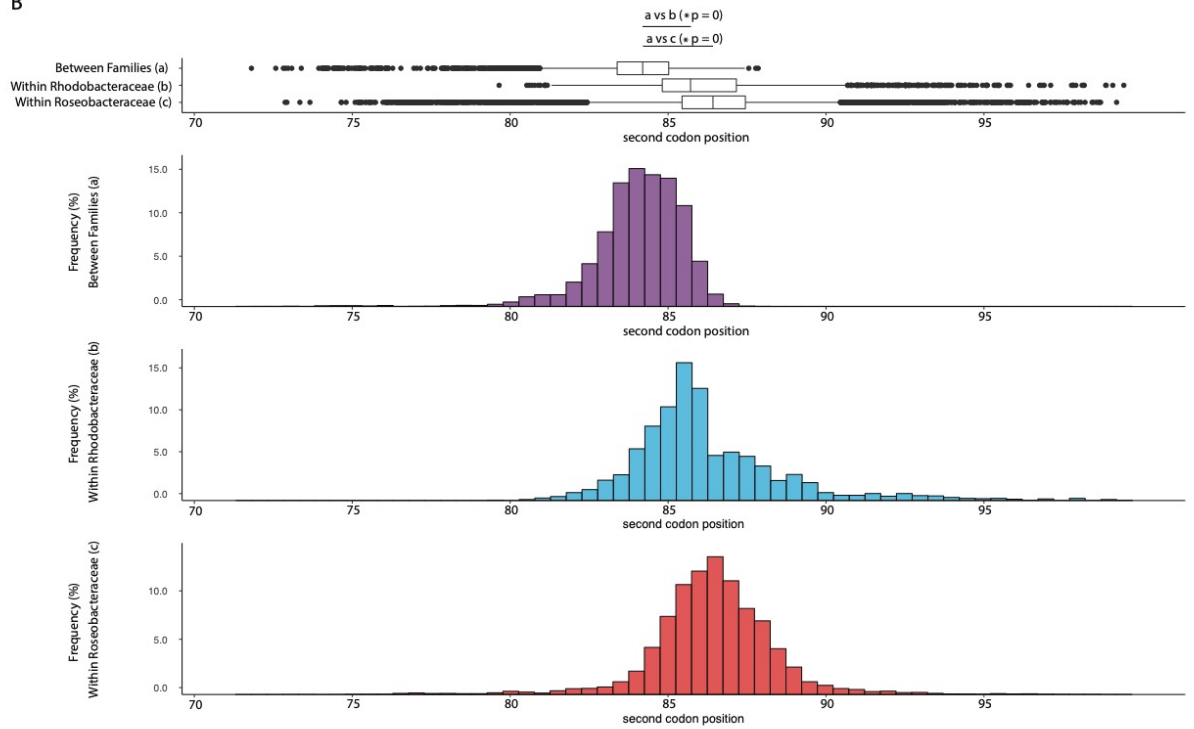 B
a vs b (*p = 0)
a vs c (*p = 0)
Between Families (a)
Within Rhodobacteraceae (b)
Within Roseobacteraceae (c)
70 75 80 85 90 95
second codon position
Frequency (%)
Between Families (a)
15.0
10.0
5.0
0.0
70 75 80 85 90 95
second codon position
Frequency (%)
Within Rhodobacteraceae (b)
15.0
10.0
5.0
0.0
70 75 80 85 90 95
second codon position
Frequency (%)
Within Roseobacteraceae (c)
10.0
5.0
0.0
70 75 80 85 90 95
second codon position